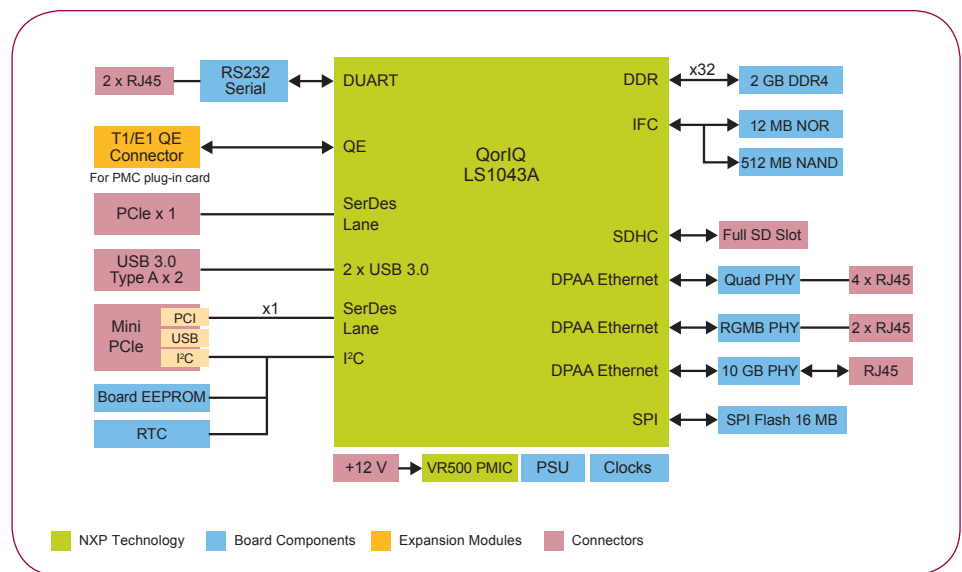 2 x RJ45
RS232
Serial
DUART
T1/E1 QE
Connector
For PMC plug-in card
QE
PCIe x 1
SerDes
Lane
USB 3.0
Type A x 2
2 x USB 3.0
Mini
PCIe
PCI
USB
I²C
x1
SerDes
Lane
I²C
Board EEPROM
RTC
QorIQ
LS1043A
DDR
x32
2 GB DDR4
IFC
12 MB NOR
512 MB NAND
SDHC
Full SD Slot
DPAA Ethernet
Quad PHY
4 x RJ45
DPAA Ethernet
RGMB PHY
2 x RJ45
DPAA Ethernet
10 GB PHY
RJ45
SPI
SPI Flash 16 MB
+12 V
VR500 PMIC
PSU
Clocks
NXP Technology
Board Components
Expansion Modules
Connectors